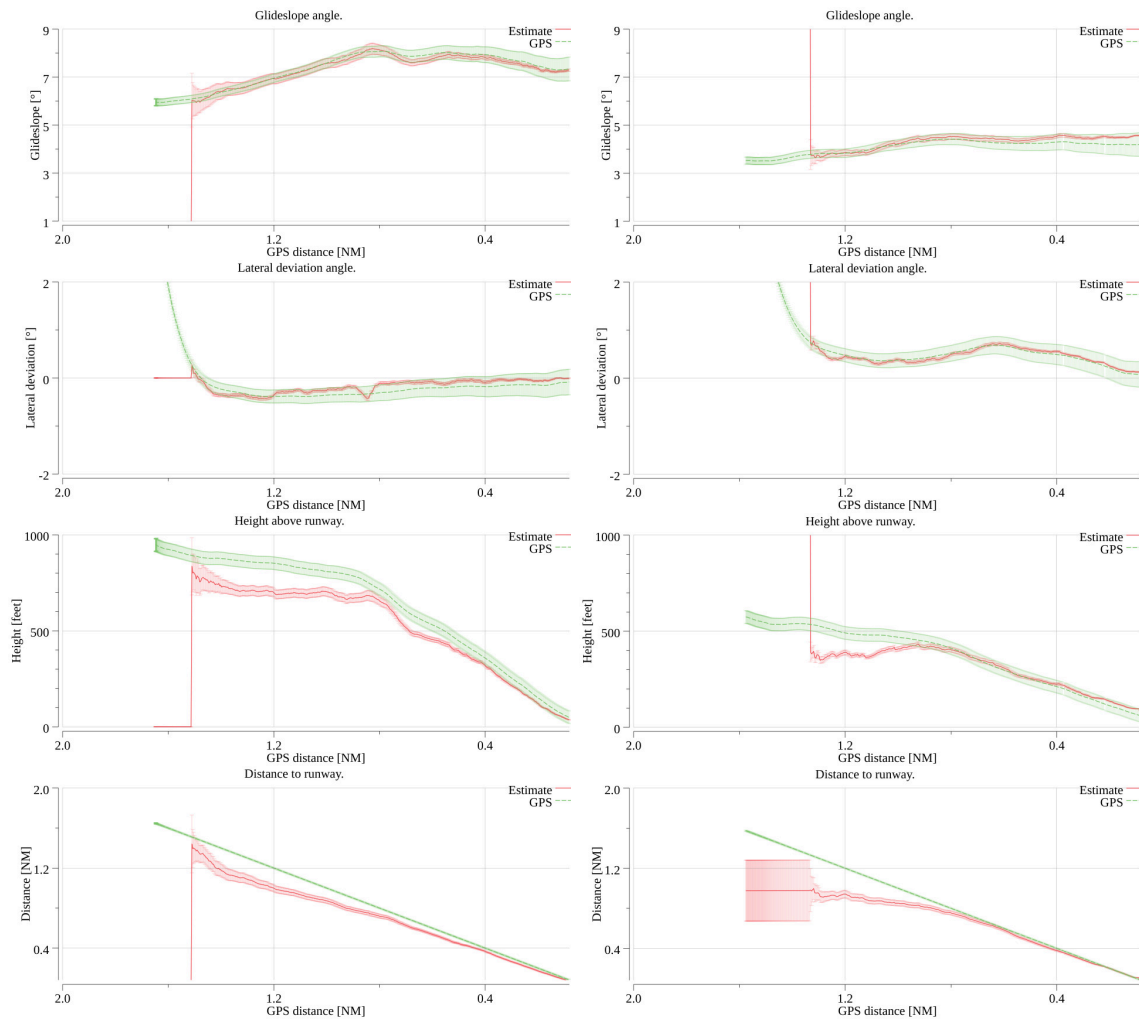 Glideslope angle.
Estimate
GPS
9
7
5
3
1
Glideslope [°]
2.0
1.2
0.4
GPS distance [NM]
Glideslope angle.
Estimate
GPS
9
7
5
3
1
Glideslope [°]
2.0
1.2
0.4
GPS distance [NM]
Lateral deviation angle.
Estimate
GPS
2
0
-2
Lateral deviation [°]
2.0
1.2
0.4
GPS distance [NM]
Lateral deviation angle.
Estimate
GPS
2
0
-2
Lateral deviation [°]
2.0
1.2
0.4
GPS distance [NM]
Height above runway.
Estimate
GPS
1000
500
0
Height [feet]
2.0
1.2
0.4
GPS distance [NM]
Height above runway.
Estimate
GPS
1000
500
0
Height [feet]
2.0
1.2
0.4
GPS distance [NM]
Distance to runway.
Estimate
GPS
2.0
1.2
0.4
Distance [NM]
2.0
1.2
0.4
GPS distance [NM]
Distance to runway.
Estimate
GPS
2.0
1.2
0.4
Distance [NM]
2.0
1.2
0.4
GPS distance [NM]